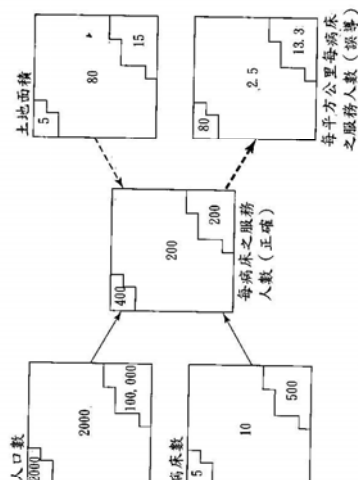 人口數
2000
2000
100,000
病床數
5
10
500
400
200
200
每病床之服務
人數（正確）
土地面積
5
80
15
80
2.5
13.3
每平方公里每病床
之服務人數（誤導）